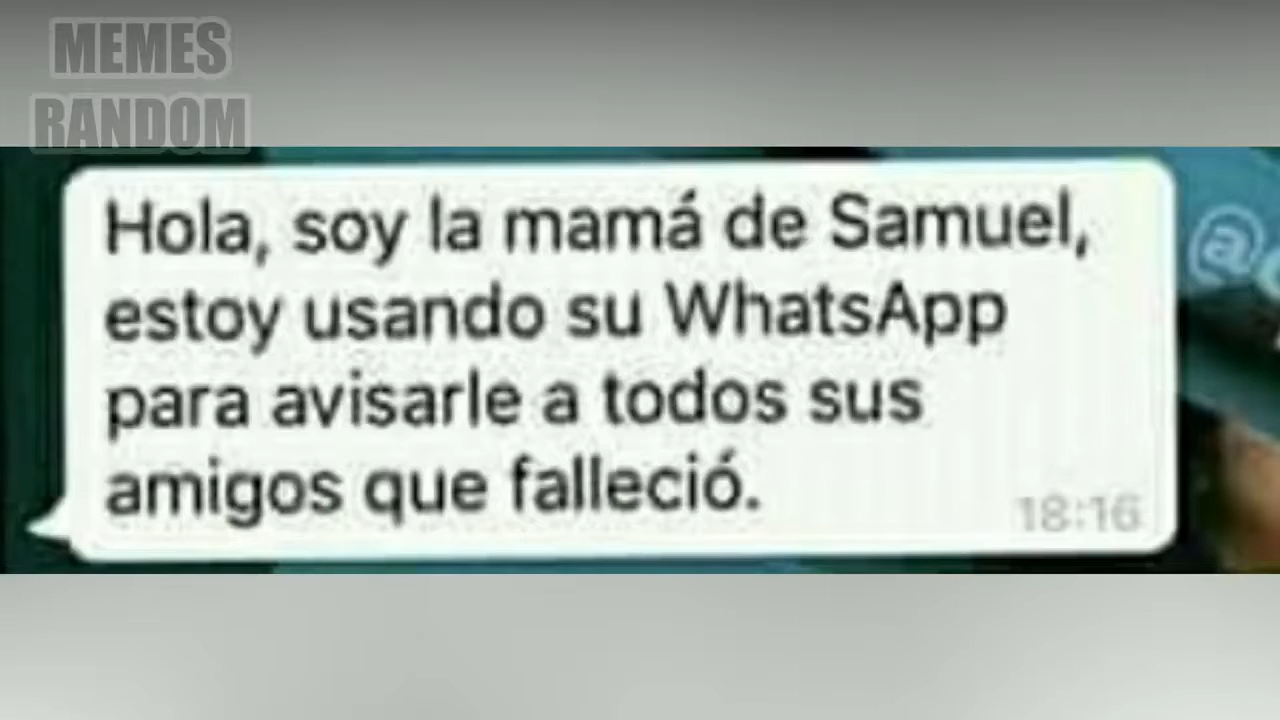 MEMES
RANDOM
Hola, soy la mamá de Samuel,
estoy usando su WhatsApp
para avisarle a todos sus
amigos que falleció.
18:16
@